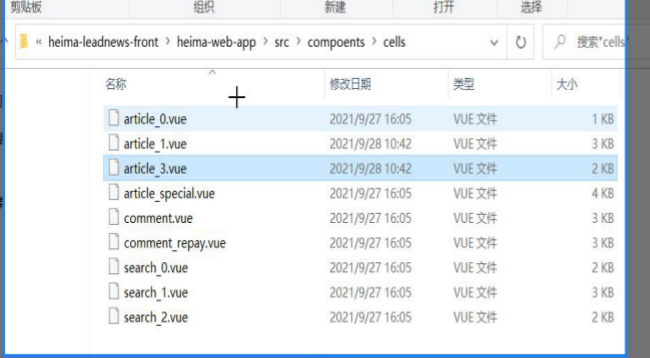 剪贴板 组织 新建 打开 选择
« heima-leadnews-front > heima-web-app > src > compoents > cells 搜索"cells"
名称 修改日期 类型 大小
article_0.vue 2021/9/27 16:05 VUE 文件 1 KB
article_1.vue 2021/9/28 10:42 VUE 文件 3 KB
article_3.vue 2021/9/28 10:42 VUE 文件 2 KB
article_special.vue 2021/9/27 16:05 VUE 文件 4 KB
comment.vue 2021/9/27 16:05 VUE 文件 3 KB
comment_repay.vue 2021/9/27 16:05 VUE 文件 3 KB
search_0.vue 2021/9/27 16:05 VUE 文件 2 KB
search_1.vue 2021/9/27 16:05 VUE 文件 3 KB
search_2.vue 2021/9/27 16:05 VUE 文件 2 KB